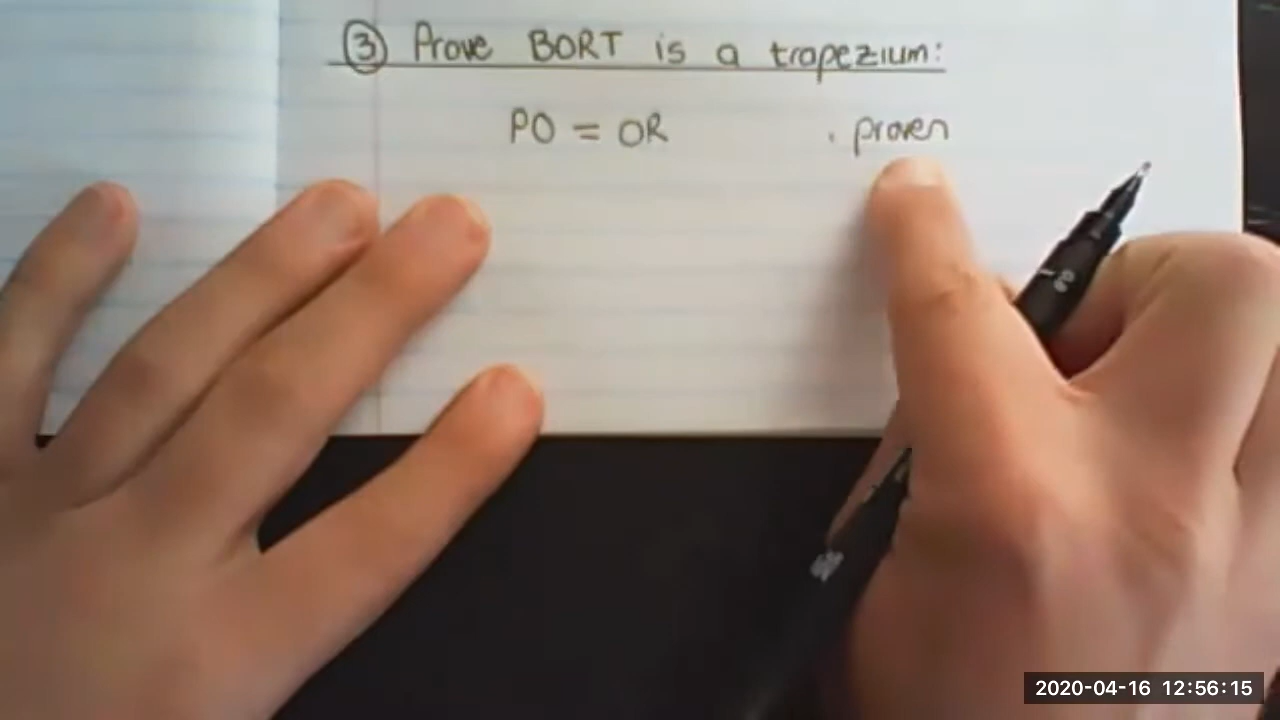 ③ Prove BORT is a trapezium:
PO = OR . proven
2020-04-16 12:56:15